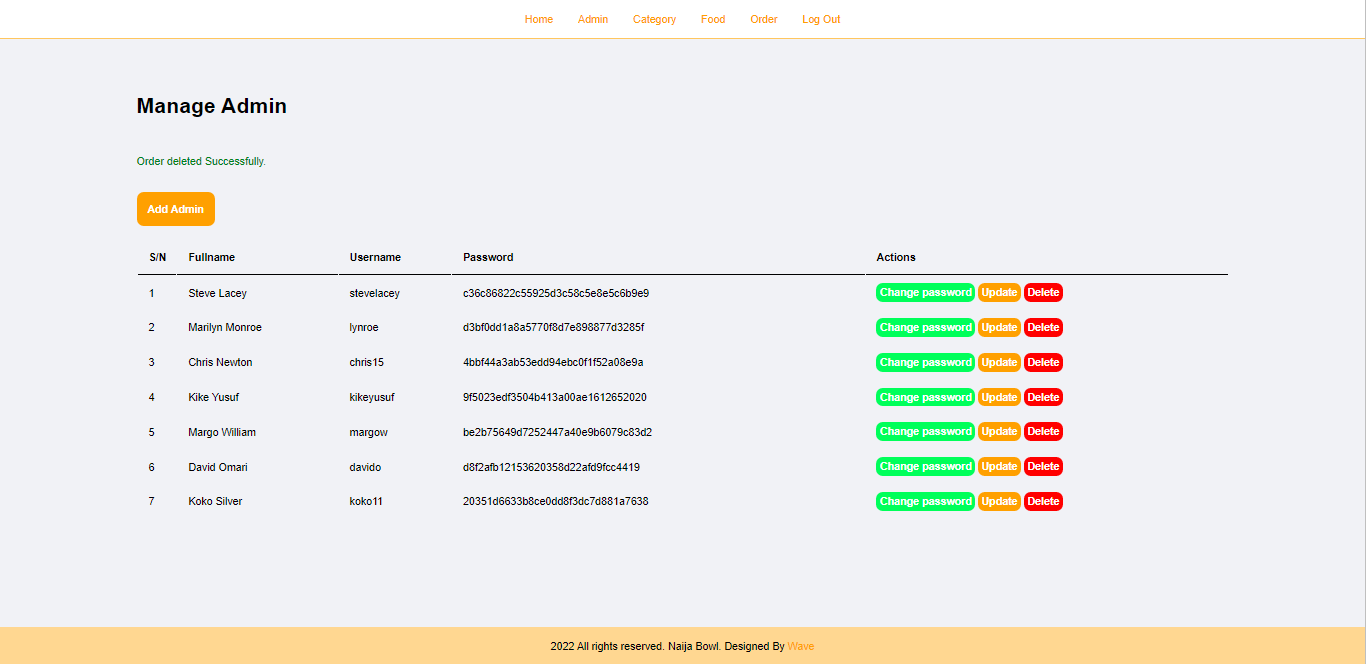 Home Admin Category Food Order Log Out
Manage Admin
Order deleted Successfully.
Add Admin
S/N Fullname Username Password Actions
1 Steve Lacey stevelacey c36c86822c55925d3c58c5e8e5c6b9e9 Change password Update Delete
2 Marilyn Monroe lynroe d3bf0dd1a8a5770f8d7e898877d3285f Change password Update Delete
3 Chris Newton chris15 4bbf44a3ab53edd94ebc0f1f52a08e9a Change password Update Delete
4 Kike Yusuf kikeyusuf 9f5023edf3504b413a00ae1612652020 Change password Update Delete
5 Margo William margow be2b75649d7252447a40e9b6079c83d2 Change password Update Delete
6 David Omari davido d8f2afb12153620358d22afd9fcc4419 Change password Update Delete
7 Koko Silver koko11 20351d6633b8ce0dd8f3dc7d881a7638 Change password Update Delete
2022 All rights reserved. Naija Bowl. Designed By Wave